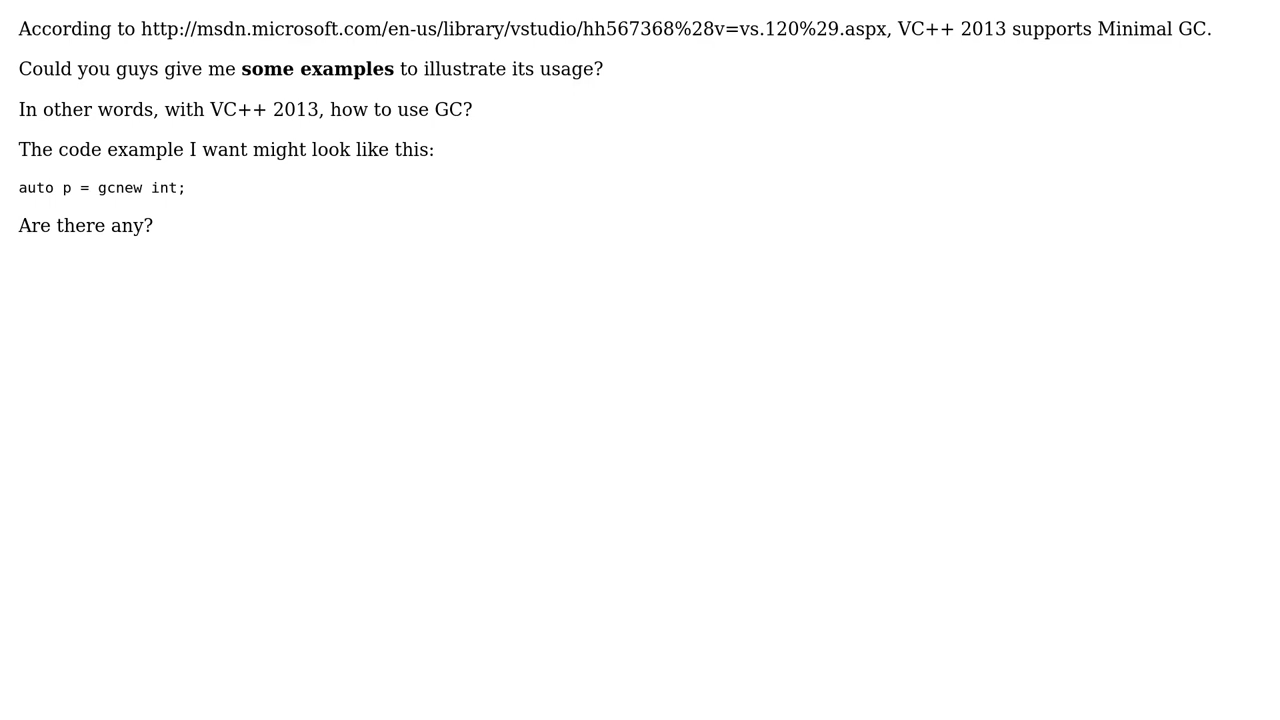 According to http://msdn.microsoft.com/en-us/library/vstudio/hh567368%28v=vs.120%29.aspx, VC++ 2013 supports Minimal GC.
Could you guys give me some examples to illustrate its usage?
In other words, with VC++ 2013, how to use GC?
The code example I want might look like this:
auto p = gcnew int;
Are there any?